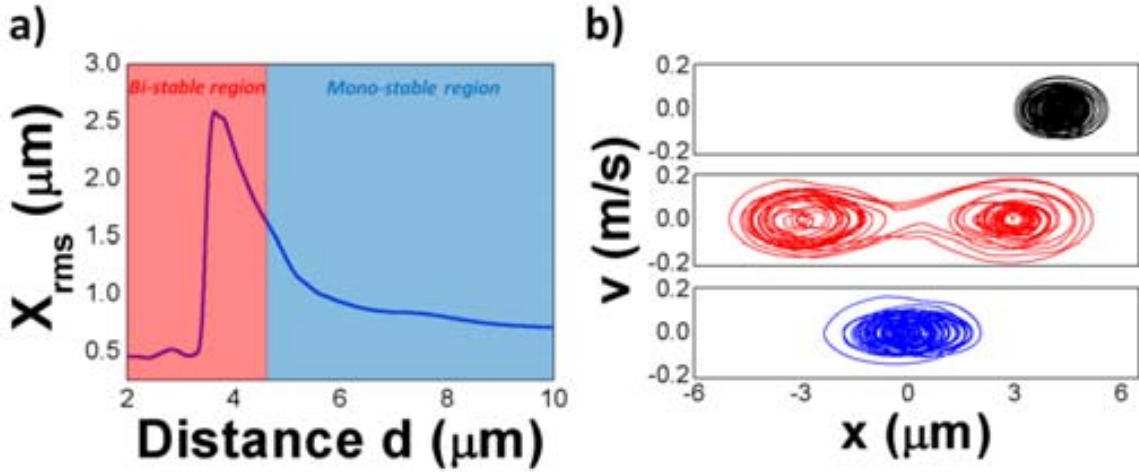 a)
X_rms (μm)
3.0
2.5
2.0
1.5
1.0
0.5
Bi-stable region
Mono-stable region
2 4 6 8 10
Distance d (μm)
b)
v (m/s)
0.2
0.0
-0.2
0.2
0.0
-0.2
0.2
0.0
-0.2
-6 -3 0 3 6
x (μm)